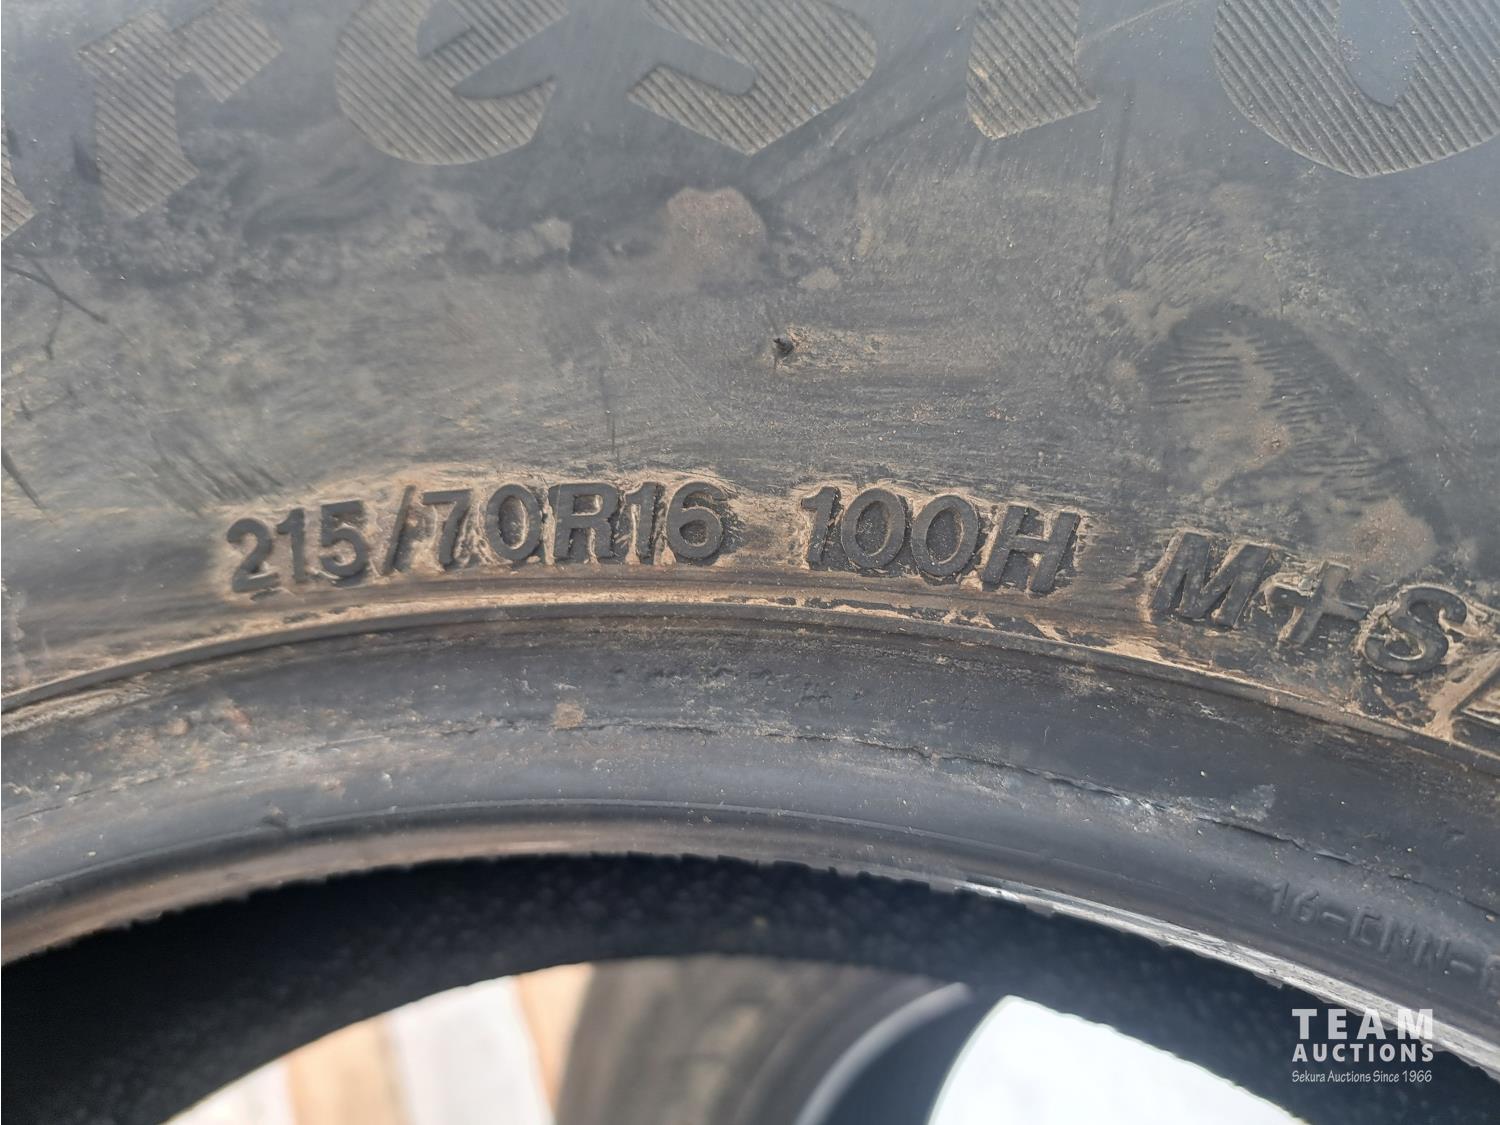 215/70R16 100H M+S
TEAM
AUCTIONS
Sekura Auctions Since 1966